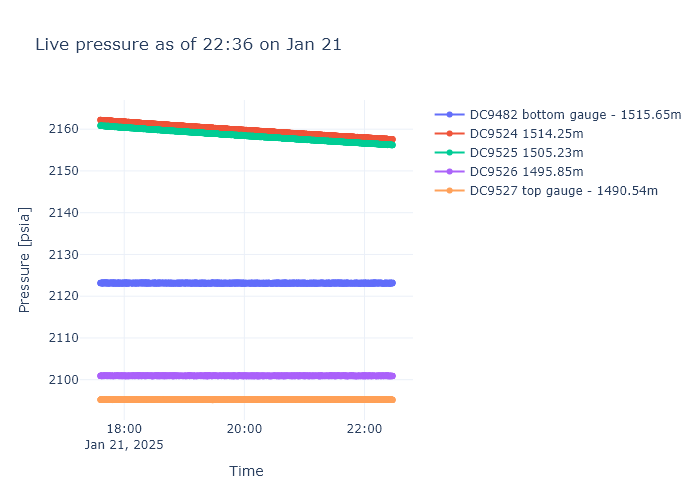 Live pressure as of 22:36 on Jan 21
DC9482 bottom gauge - 1515.65m
DC9524 1514.25m
DC9525 1505.23m
DC9526 1495.85m
DC9527 top gauge - 1490.54m
Pressure [psia]
2160
2150
2140
2130
2120
2110
2100
18:00
Jan 21, 2025
20:00
22:00
Time